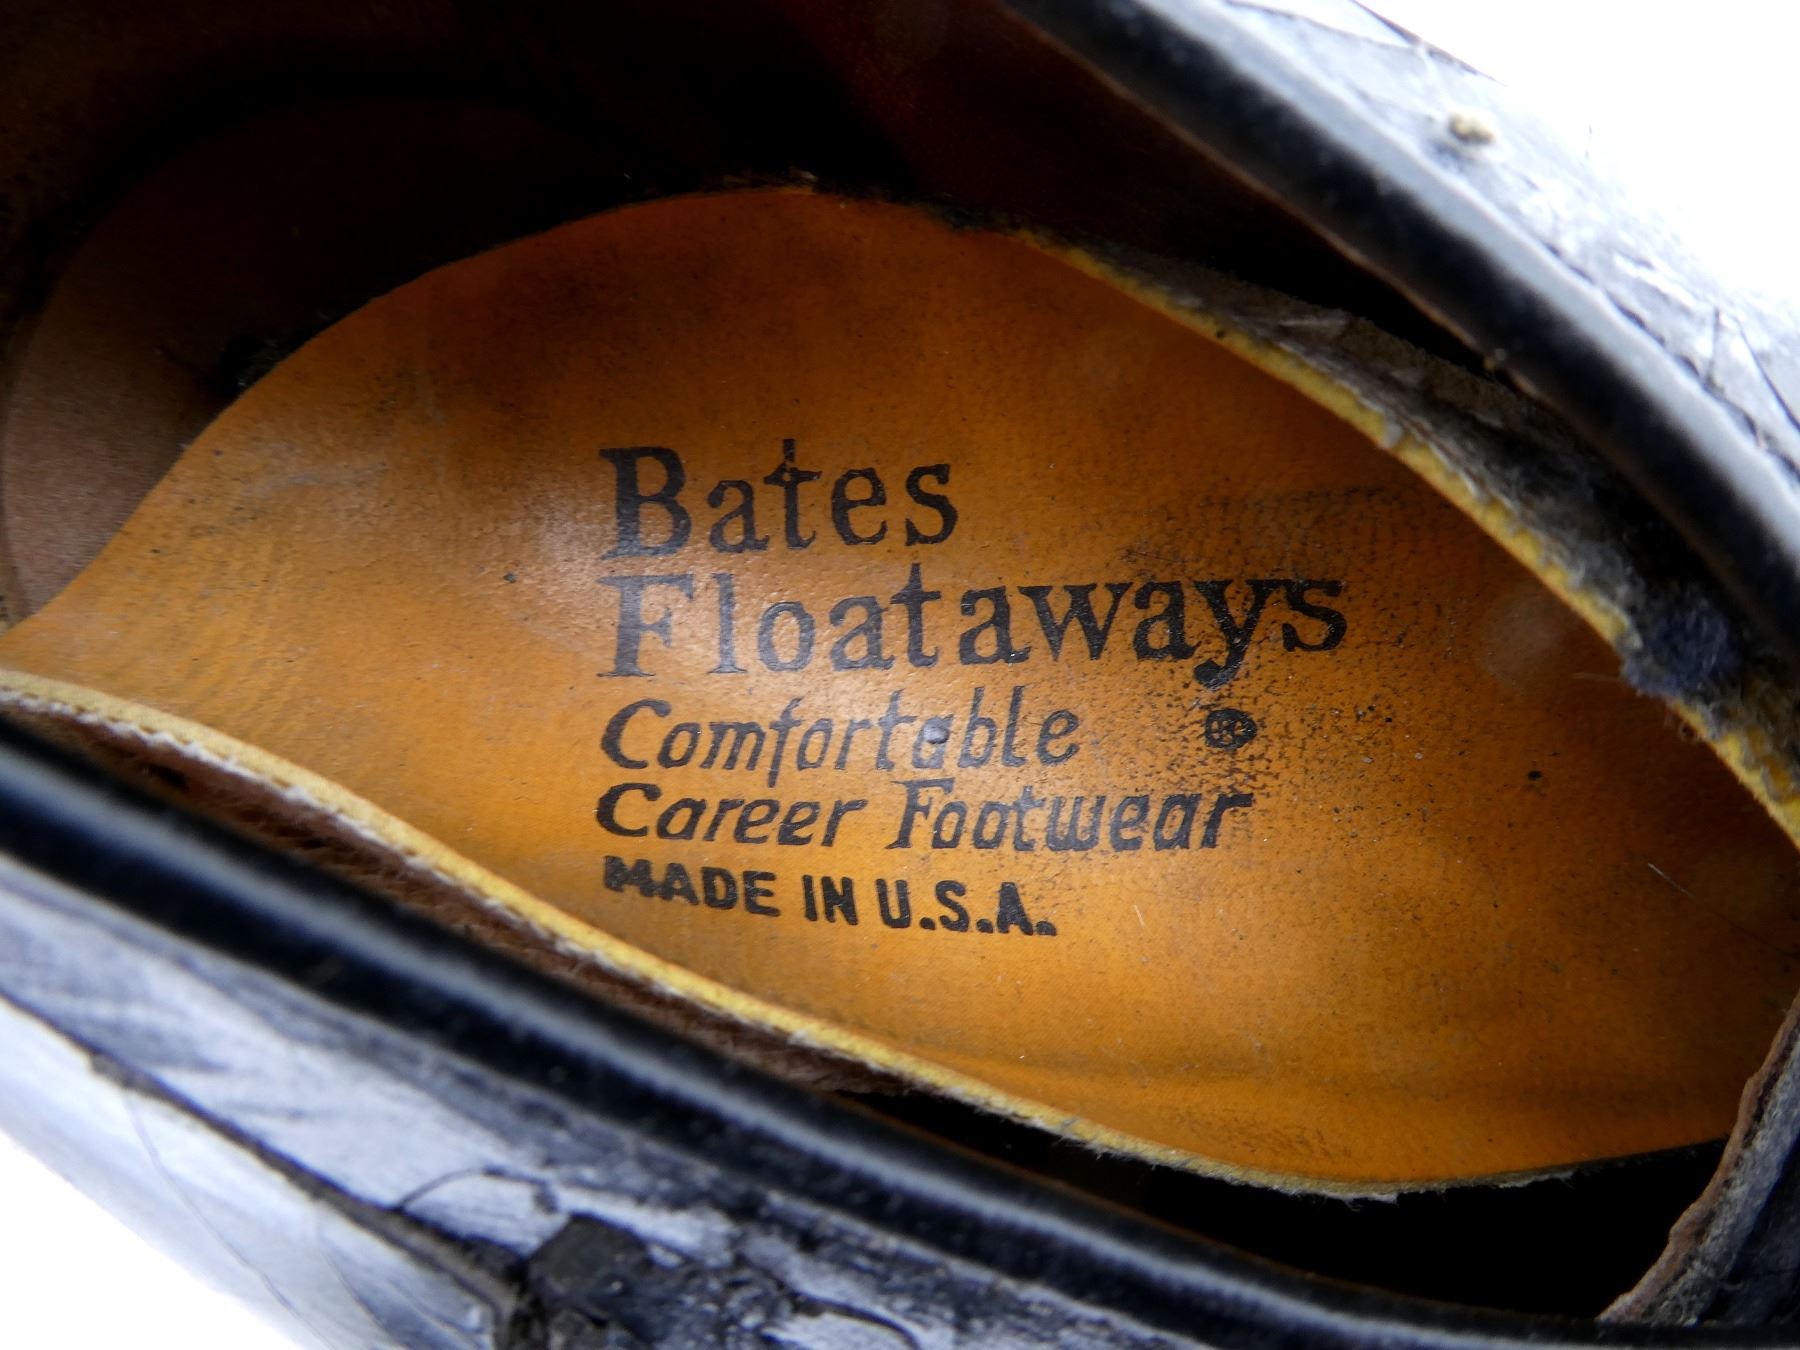 Bates
Floataways
Comfortable ®
Career Footwear
MADE IN U.S.A.